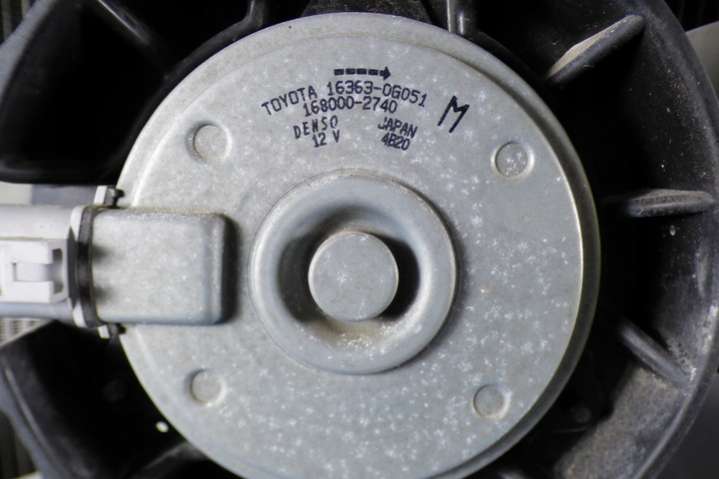 TOYOTA 16363-0G051
168000-2740
M
DENSO JAPAN
12 V 4B20